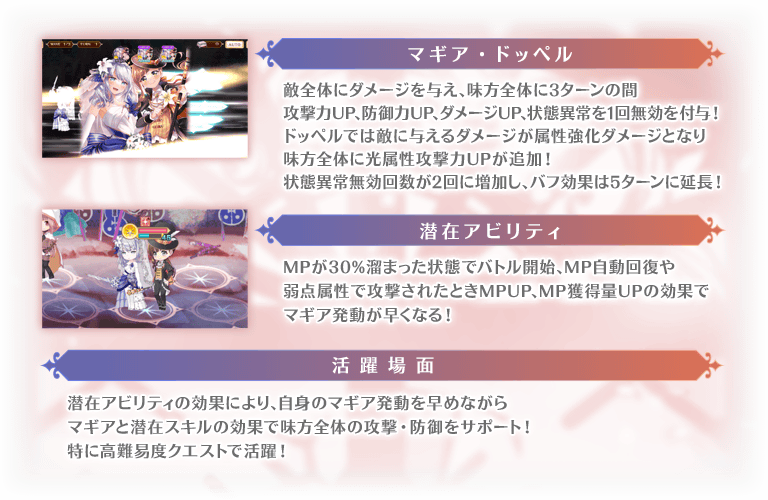 マギア・ドッペル
敵全体にダメージを与え、味方全体に3ターンの間
攻撃力UP、防御力UP、ダメージUP、状態異常を1回無効を付与！
ドッペルでは敵に与えるダメージが属性強化ダメージとなり
味方全体に光属性攻撃力UPが追加！
状態異常無効回数が2回に増加し、バフ効果は5ターンに延長！
潜在アビリティ
MPが30%溜まった状態でバトル開始、MP自動回復や
弱点属性で攻撃されたときMPUP、MP獲得量UPの効果で
マギア発動が早くなる！
活躍場面
潜在アビリティの効果により、自身のマギア発動を早めながら
マギアと潜在スキルの効果で味方全体の攻撃・防御をサポート！
特に高難易度クエストで活躍！